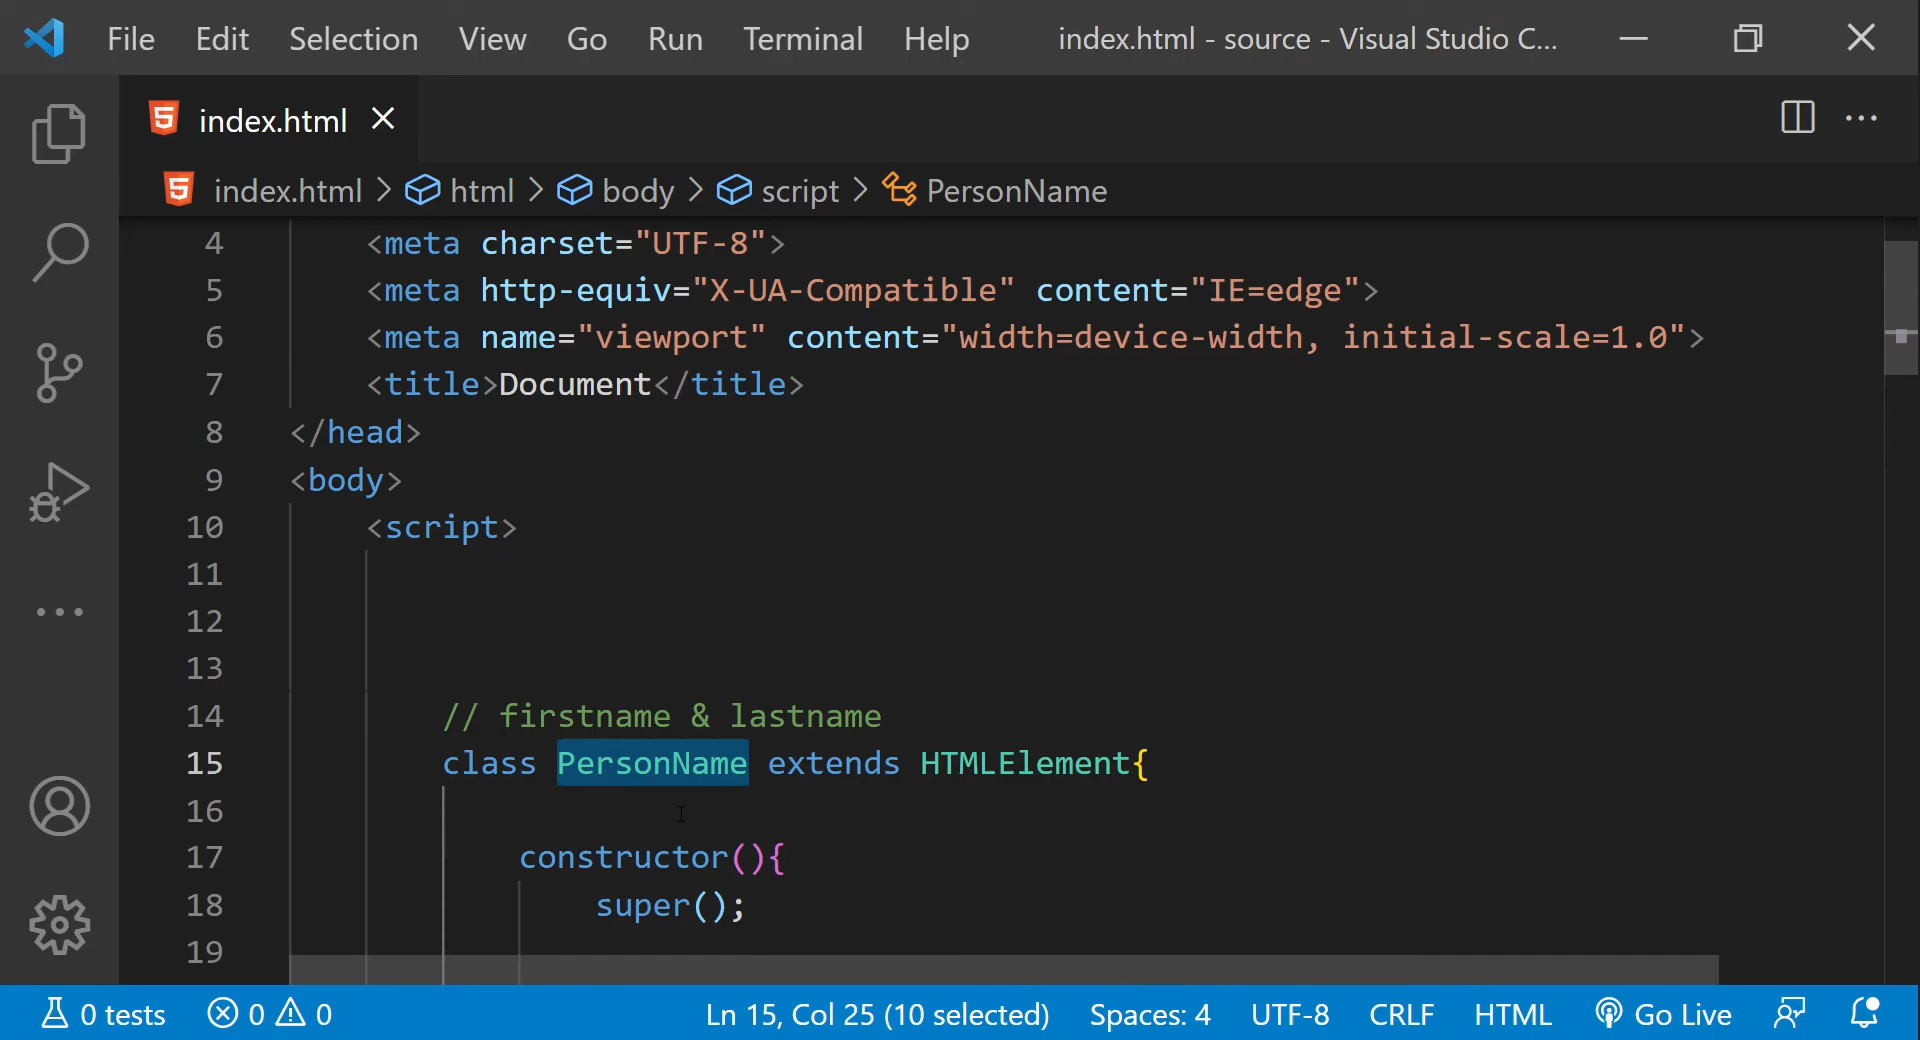 File Edit Selection View Go Run Terminal Help index.html - source - Visual Studio C...
index.html
index.html > html > body > script > PersonName
4 <meta charset="UTF-8">
5 <meta http-equiv="X-UA-Compatible" content="IE=edge">
6 <meta name="viewport" content="width=device-width, initial-scale=1.0">
7 <title>Document</title>
8 </head>
9 <body>
10 <script>
11
12
13
14 // firstname & lastname
15 class PersonName extends HTMLElement{
16
17 constructor(){
18 super();
19
0 tests 0 0 Ln 15, Col 25 (10 selected) Spaces: 4 UTF-8 CRLF HTML Go Live